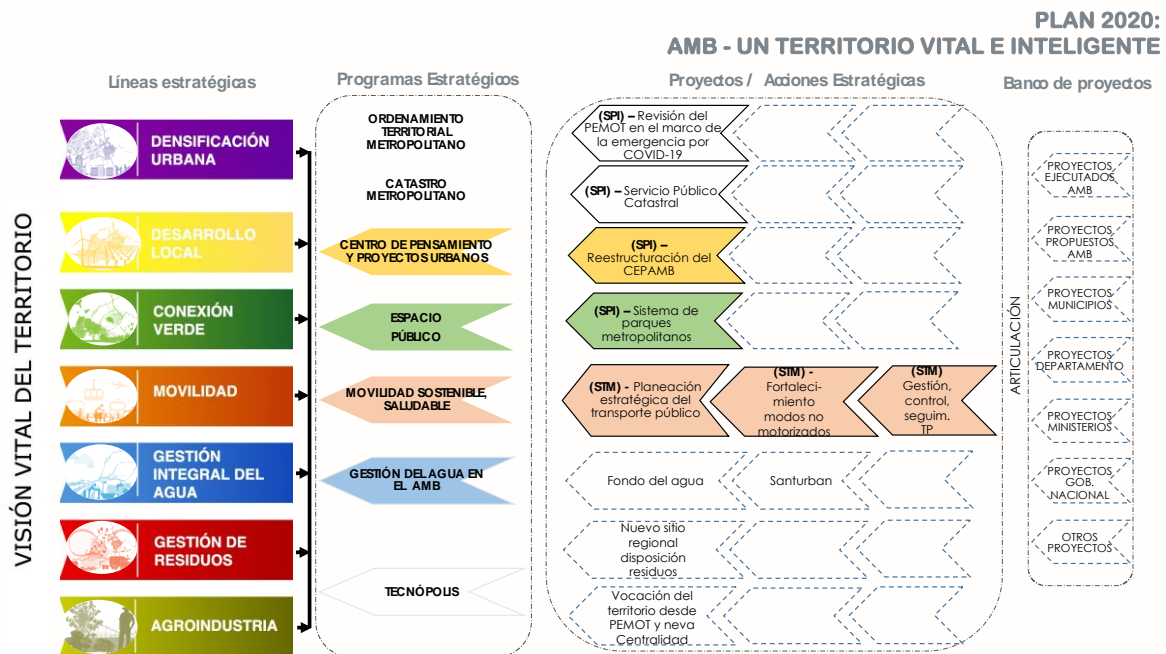 PLAN 2020:
AMB - UN TERRITORIO VITAL E INTELIGENTE
Líneas estratégicas
Programas Estratégicos
Proyectos / Acciones Estratégicas
Banco de proyectos
VISIÓN VITAL DEL TERRITORIO
DENSIFICACIÓN
URBANA
DESARROLLO
LOCAL
CONEXIÓN
VERDE
MOVILIDAD
GESTIÓN
INTEGRAL DEL
AGUA
GESTIÓN DE
RESIDUOS
AGROINDUSTRIA
ORDENAMIENTO
TERRITORIAL
METROPOLITANO
CATASTRO
METROPOLITANO
CENTRO DE PENSAMIENTO
Y PROYECTOS URBANOS
ESPACIO
PÚBLICO
MOVILIDAD SOSTENIBLE,
SALUDABLE
GESTIÓN DEL AGUA EN
EL AMB
TECNÓPOLIS
(SPI) – Revisión del
PEMOT en el marco de
la emergencia por
COVID-19
(SPI) – Servicio Público
Catastral
(SPI) –
Reestructuración del
CEPAMB
(SPI) – Sistema de
parques
metropolitanos
(STM) - Planeación
estratégica del
transporte público
(STM) -
Fortaleci-
miento
modos no
motorizados
(STM)
Gestión,
control,
seguim.
TP
Fondo del agua
Santurban
Nuevo sitio
regional
disposición
residuos
Vocación del
territorio desde
PEMOT y neva
Centralidad
ARTICULACIÓN
PROYECTOS
EJECUTADOS
AMB
PROYECTOS
PROPUESTOS
AMB
PROYECTOS
MUNICIPIOS
PROYECTOS
DEPARTAMENTO
PROYECTOS
MINISTERIOS
PROYECTOS
GOB.
NACIONAL
OTROS
PROYECTOS